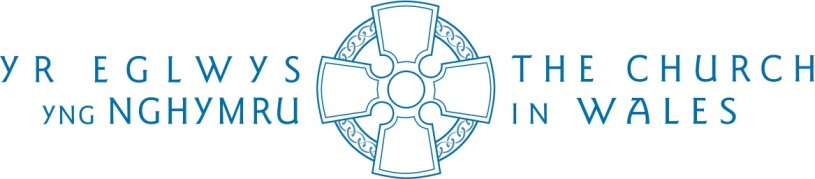 YR EGLWYS
YNG NGHYMRU
THE CHURCH
IN WALES